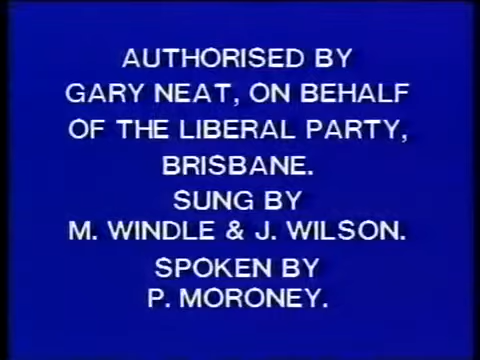 AUTHORISED BY
GARY NEAT, ON BEHALF
OF THE LIBERAL PARTY,
BRISBANE.
SUNG BY
M. WINDLE & J. WILSON.
SPOKEN BY
P. MORONEY.